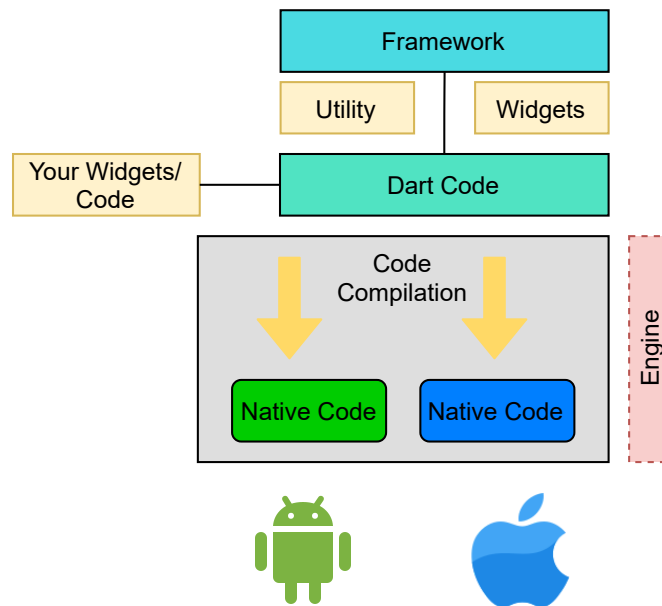 Framework
Utility
Widgets
Your Widgets/
Code
Dart Code
Code
Compilation
Engine
Native Code
Native Code